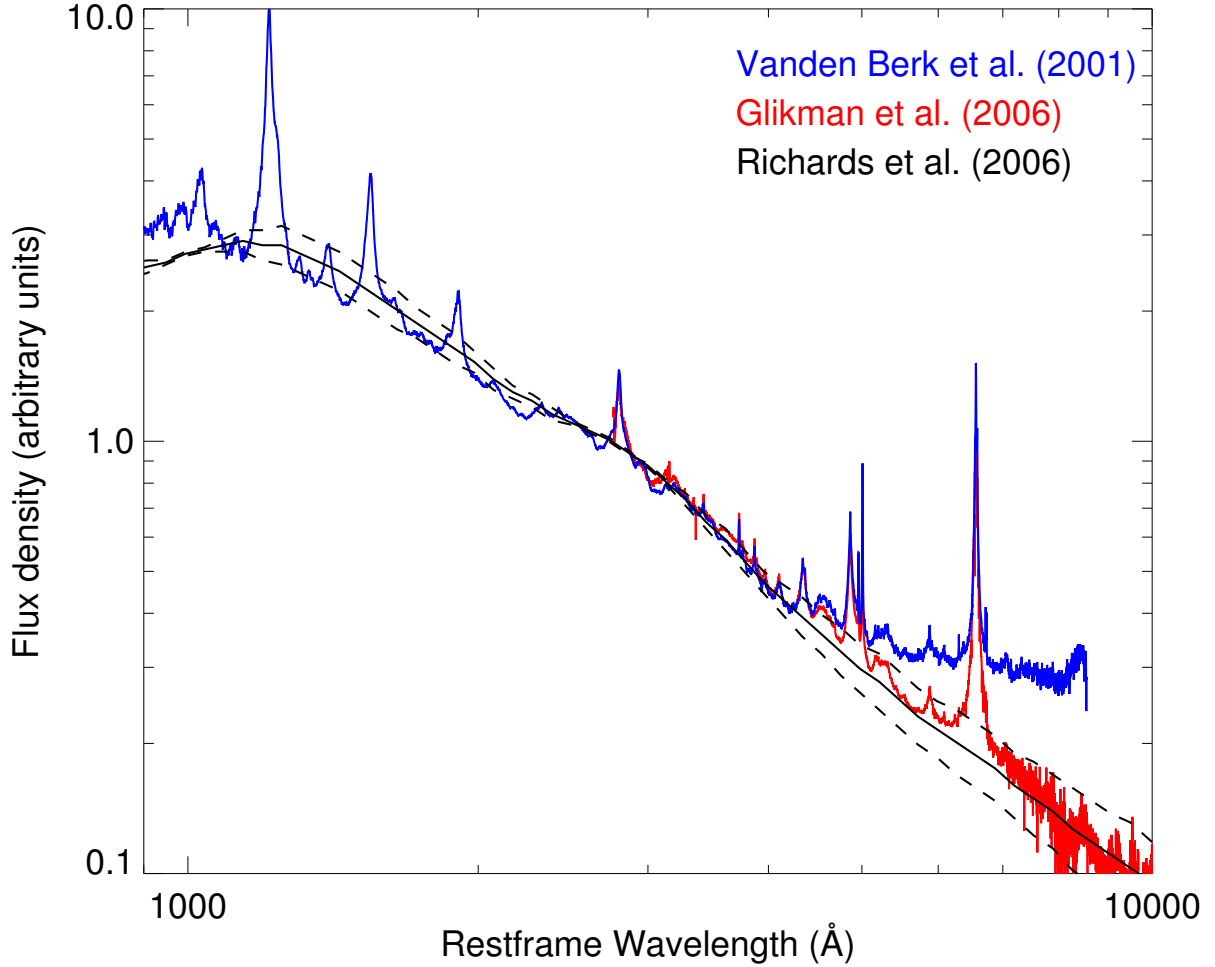 10.0
Vanden Berk et al. (2001)
Glikman et al. (2006)
Richards et al. (2006)
Flux density (arbitrary units)
1.0
0.1
1000
10000
Restframe Wavelength (Å)